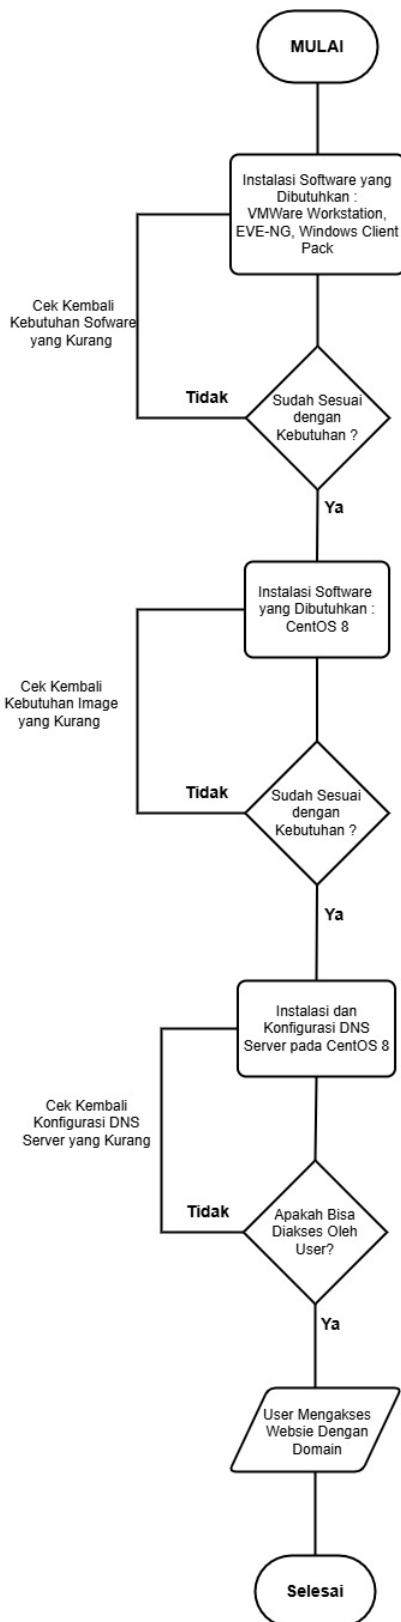 MULAI
Instalasi Software yang
Dibutuhkan :
VMWare Workstation,
EVE-NG, Windows Client
Pack
Cek Kembali
Kebutuhan Sofware
yang Kurang
Tidak
Sudah Sesuai
dengan
Kebutuhan ?
Ya
Instalasi Software
yang Dibutuhkan :
CentOS 8
Cek Kembali
Kebutuhan Image
yang Kurang
Tidak
Sudah Sesuai
dengan
Kebutuhan ?
Ya
Instalasi dan
Konfigurasi DNS
Server pada CentOS 8
Cek Kembali
Konfigurasi DNS
Server yang Kurang
Tidak
Apakah Bisa
Diakses Oleh
User?
Ya
User Mengakses
Websie Dengan
Domain
Selesai